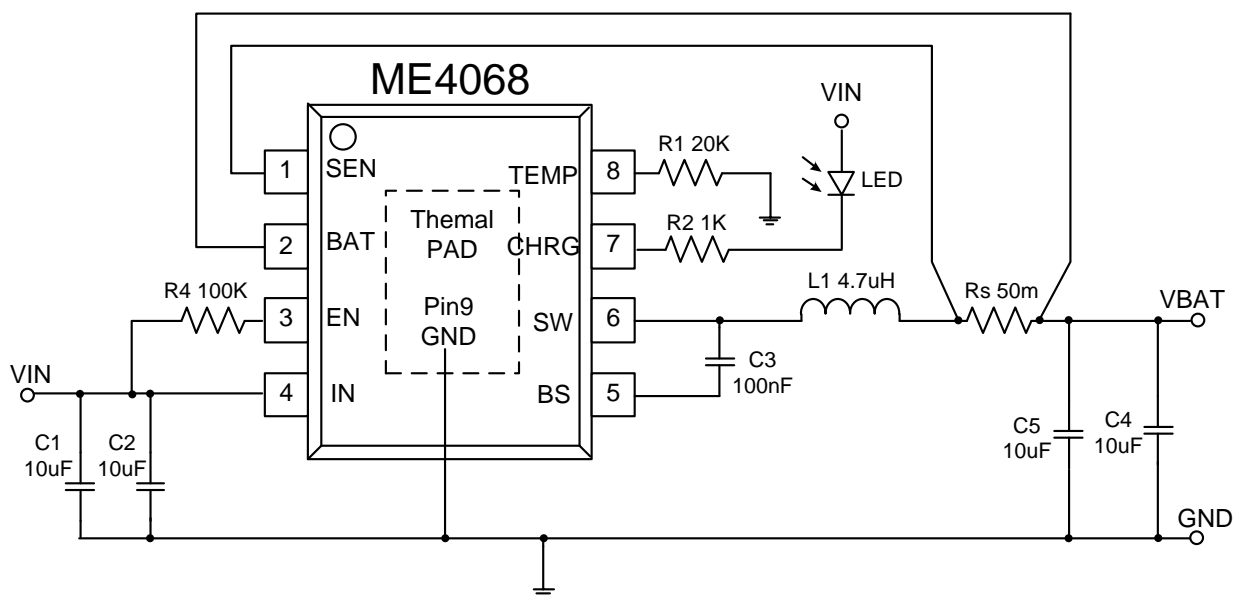 ME4068
VIN
R1 20K
1
SEN
TEMP
8
LED
Themal
PAD
R2 1K
2
BAT
CHRG
7
L1 4.7uH
Rs 50m
VBAT
R4 100K
Pin9
GND
3
EN
SW
6
C3
100nF
VIN
4
IN
BS
5
C1
10uF
C2
10uF
C5
10uF
C4
10uF
GND